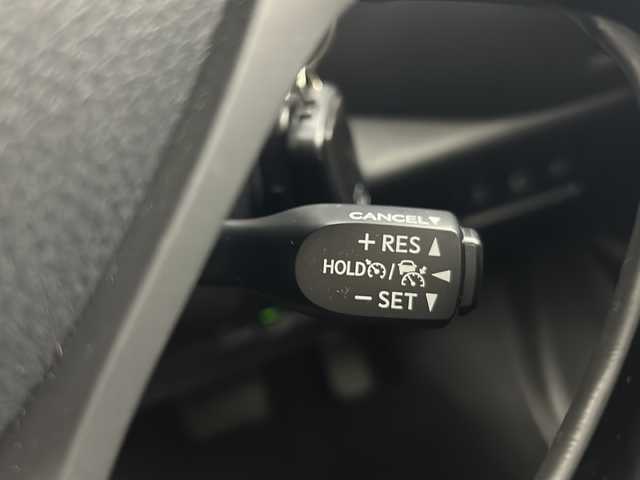 CANCEL▼
+ RES ▲
HOLD / ◀
− SET ▼